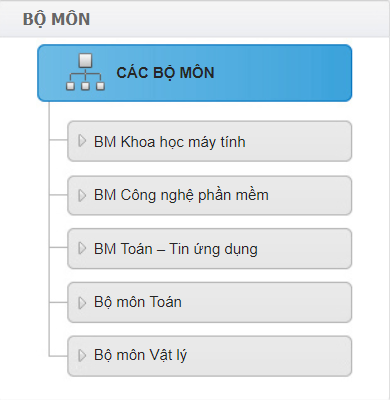 BỘ MÔN
CÁC BỘ MÔN
BM Khoa học máy tính
BM Công nghệ phần mềm
BM Toán – Tin ứng dụng
Bộ môn Toán
Bộ môn Vật lý